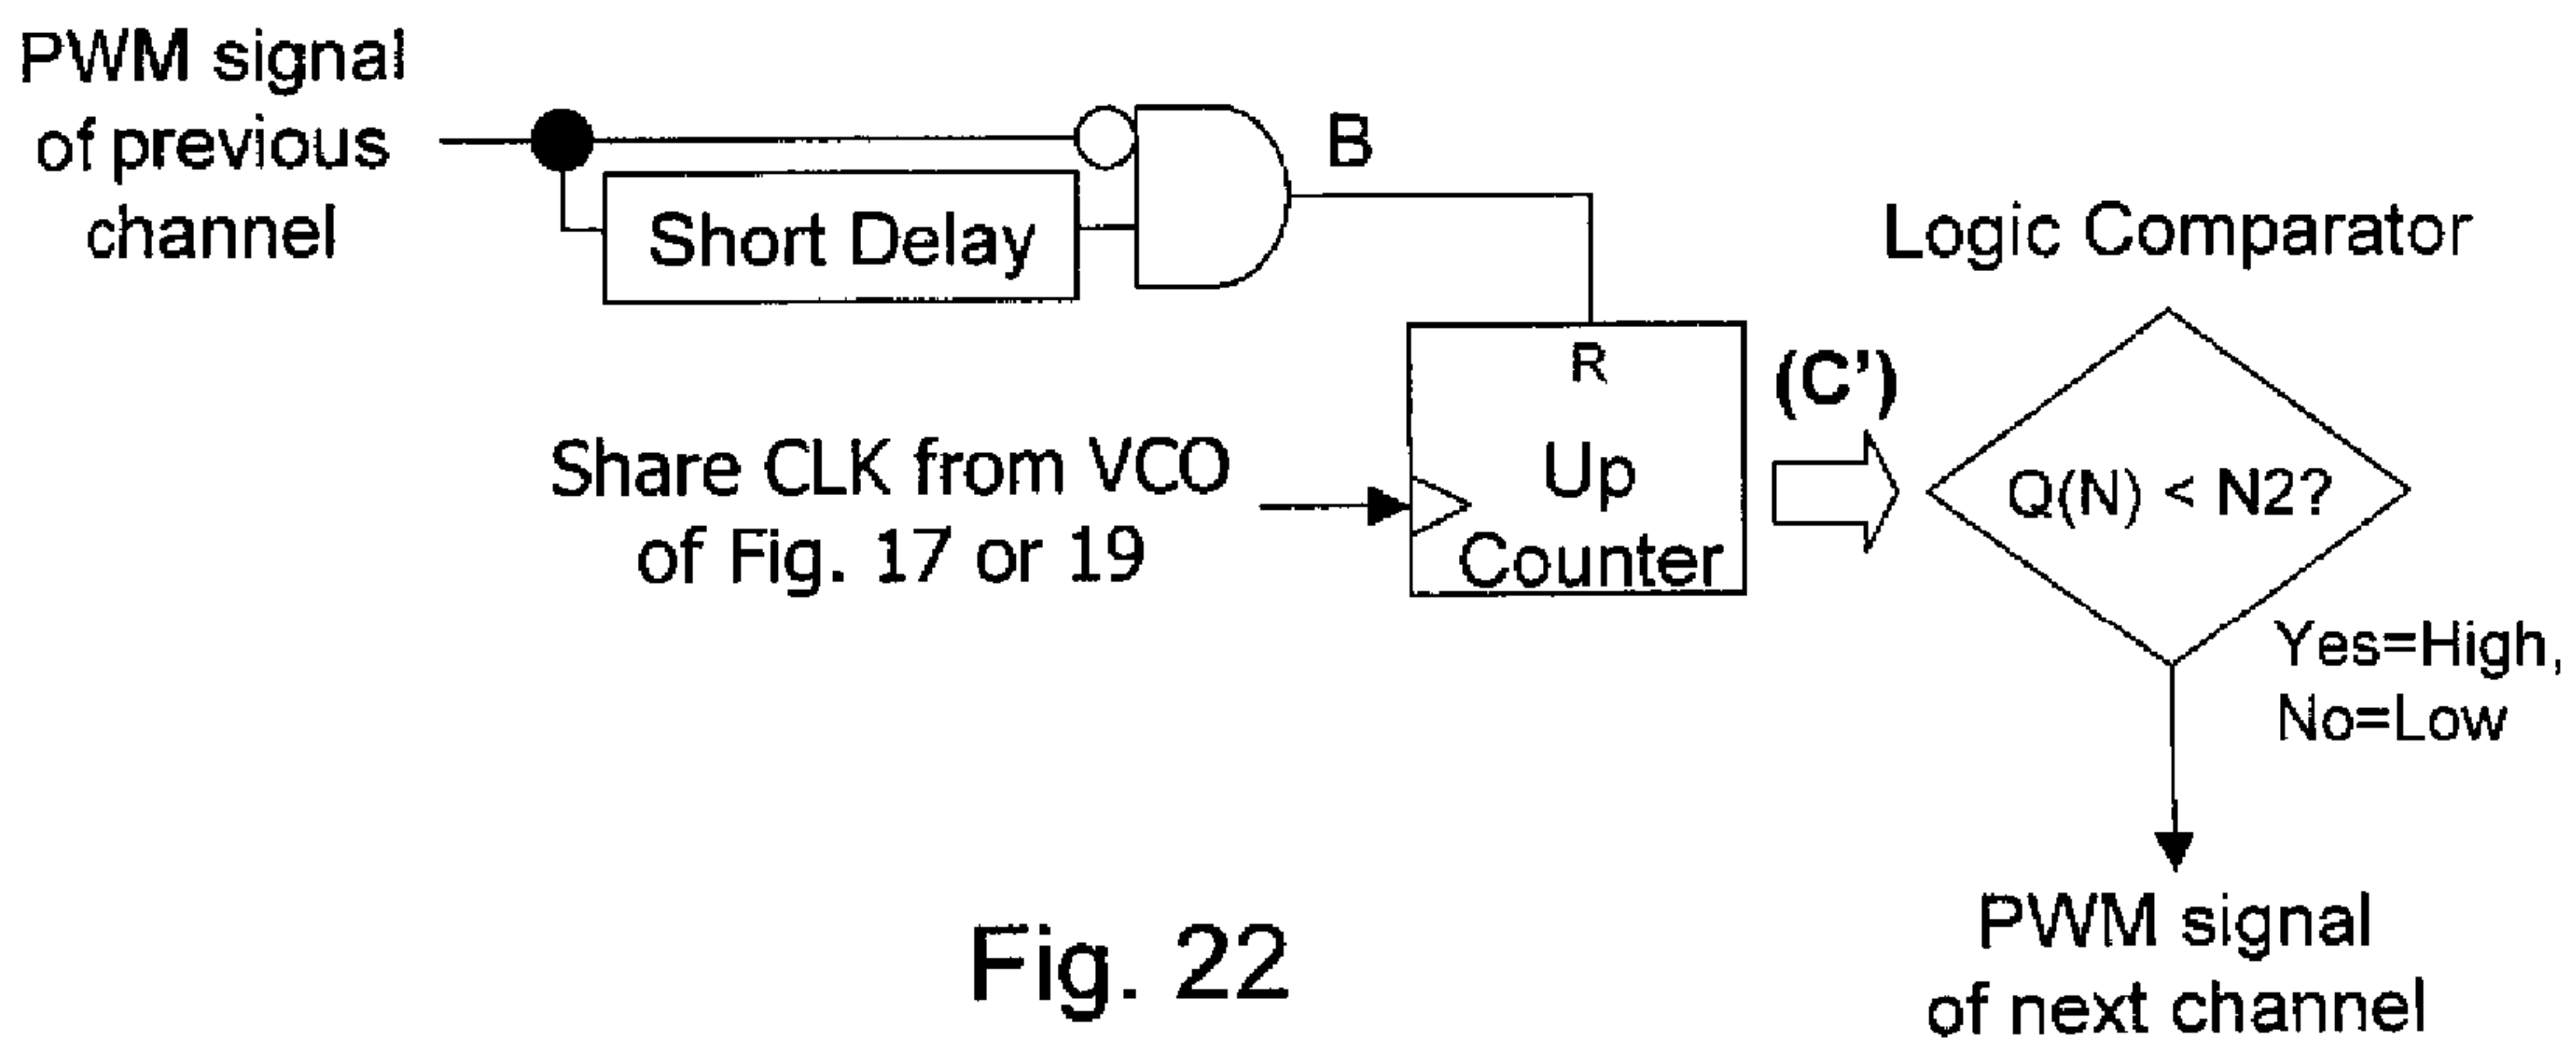 PWM signal
of previous
channel
B
Short Delay
Logic Comparator
R
(C')
Share CLK from VCO
of Fig. 17 or 19
Up
Counter
Q(N) < N2?
Yes=High,
No=Low
PWM signal
of next channel
Fig. 22